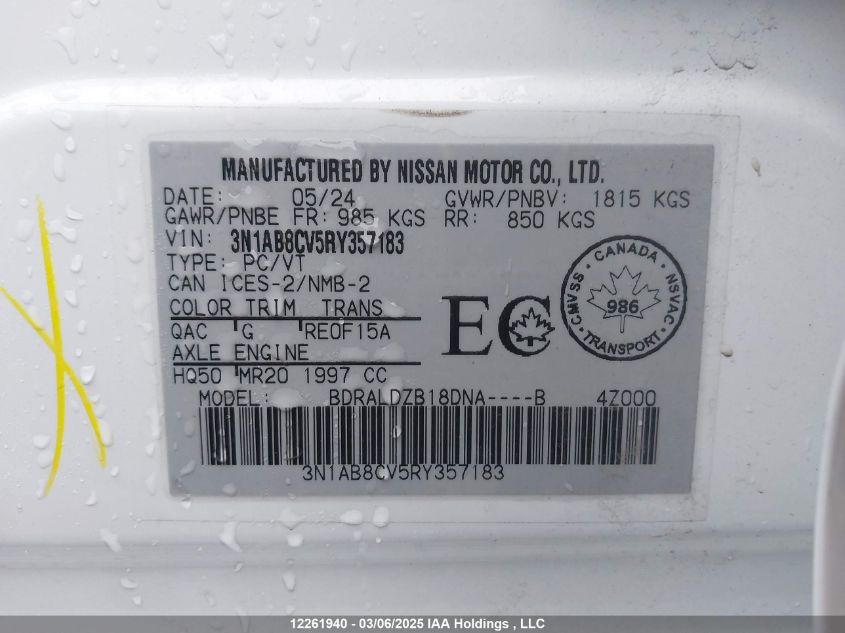 MANUFACTURED BY NISSAN MOTOR CO., LTD.
DATE: 05/24 GVWR/PNBV: 1815 KGS
GAWR/PNBE FR: 985 KGS RR: 850 KGS
VIN: 3N1AB8CV5RY357183
TYPE: PC/VT
CAN ICES-2/NMB-2
COLOR TRIM TRANS
QAC G RE0F15A
AXLE ENGINE
HQ50 MR20 1997 CC
EC
CANADA
CMVSS 986 NSVAC
TRANSPORT
MODEL: BDRALDZB18DNA----B 4Z000
3N1AB8CV5RY357183
12261940 - 03/06/2025 IAA Holdings , LLC